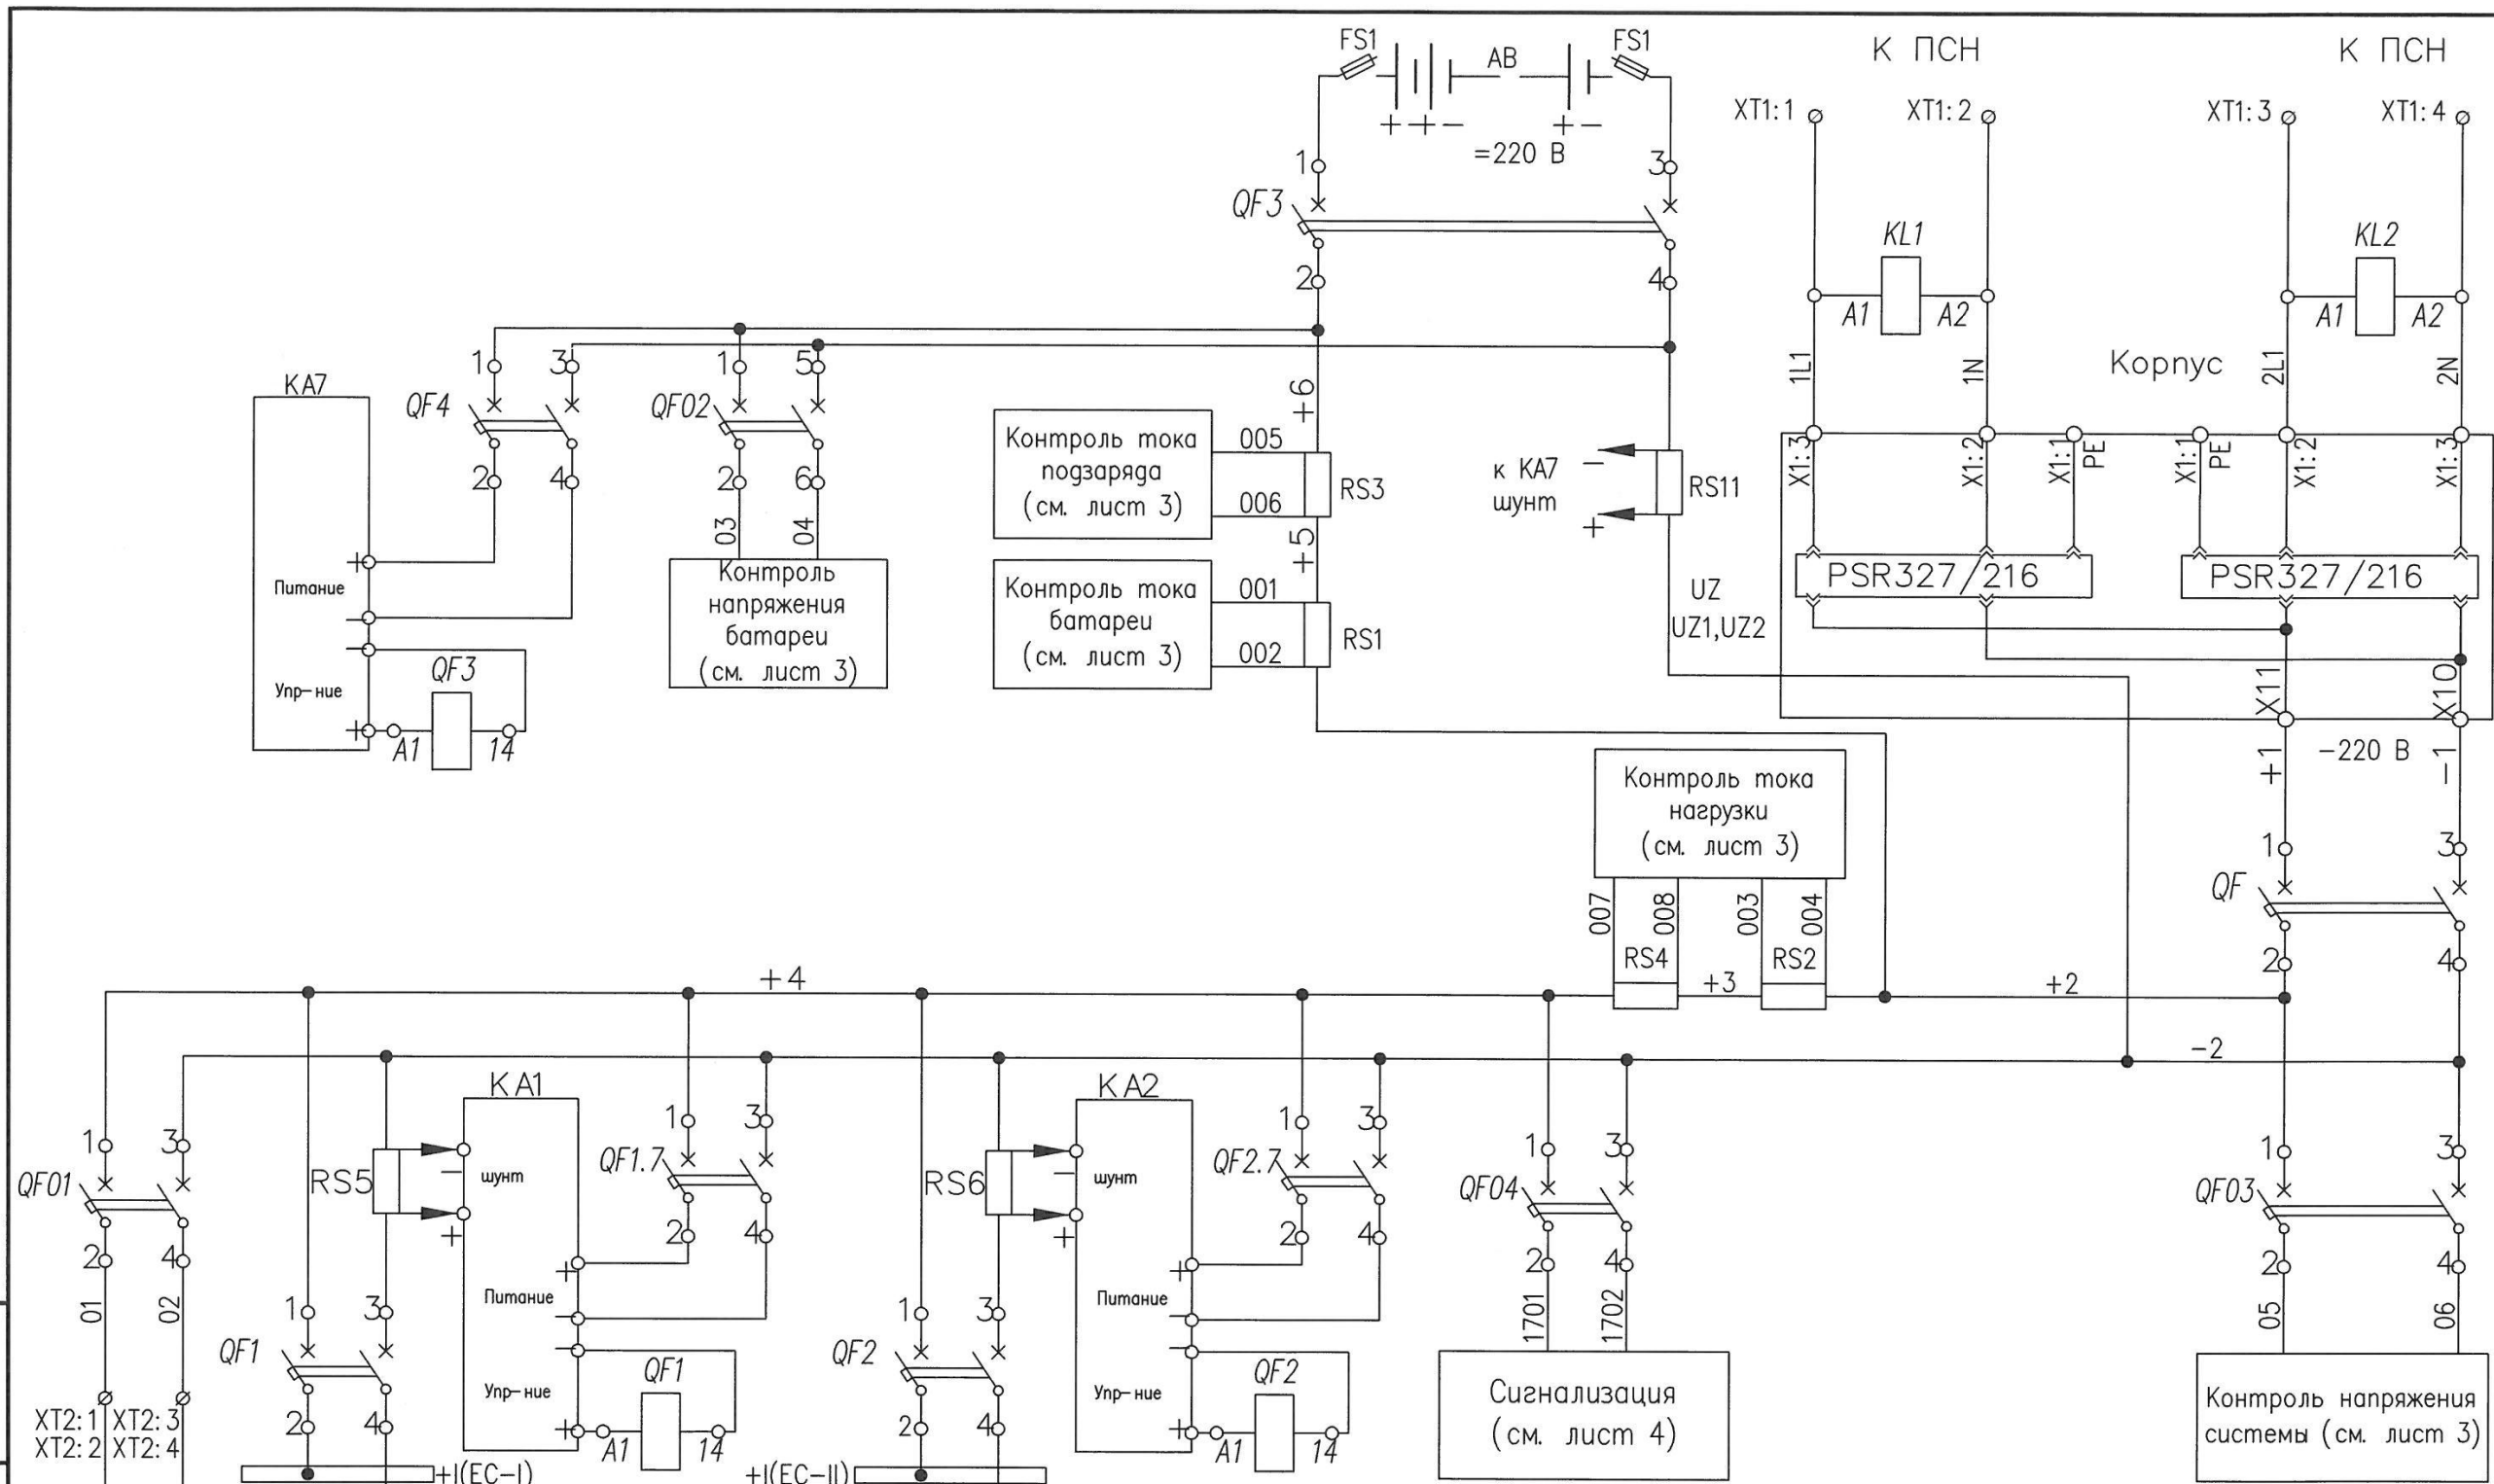 FS1
AB
FS1
К ПСН
К ПСН
XT1:1
XT1:2
XT1:3
XT1:4
+ + −
+ −
=220 В
1
3
QF3
2
4
KL1
A1
A2
KL2
A1
A2
1L1
1N
Корпус
2L1
2N
KA7
Питание
Упр-ние
+
−
−
+
QF3
A1
14
1
3
QF4
2
4
1
5
QF02
2
6
03
04
Контроль
напряжения
батареи
(см. лист 3)
+6
Контроль тока
подзаряда
(см. лист 3)
005
006
RS3
+5
Контроль тока
батареи
(см. лист 3)
001
002
RS1
к КА7
шунт
−
+
RS11
UZ
UZ1,UZ2
X1:3
X1:2
X1:1
PE
X1:1
PE
X1:2
X1:3
PSR327/216
PSR327/216
X11
X10
+1
−220 В
−1
Контроль тока
нагрузки
(см. лист 3)
007
008
003
004
RS4
RS2
1
3
QF
2
4
+4
+3
+2
−2
1
3
QF01
2
4
01
02
XT2:1
XT2:3
XT2:2
XT2:4
RS5
KA1
−
шунт
+
Питание
Упр-ние
+
−
−
+
1
3
QF1.7
2
4
1
3
QF1
2
4
QF1
A1
14
+I(EC-I)
RS6
KA2
−
шунт
+
Питание
Упр-ние
+
−
−
+
1
3
QF2.7
2
4
1
3
QF2
2
4
QF2
A1
14
+I(EC-II)
1
3
QF04
2
4
1701
1702
Сигнализация
(см. лист 4)
1
3
QF03
2
4
05
06
Контроль напряжения
системы (см. лист 3)